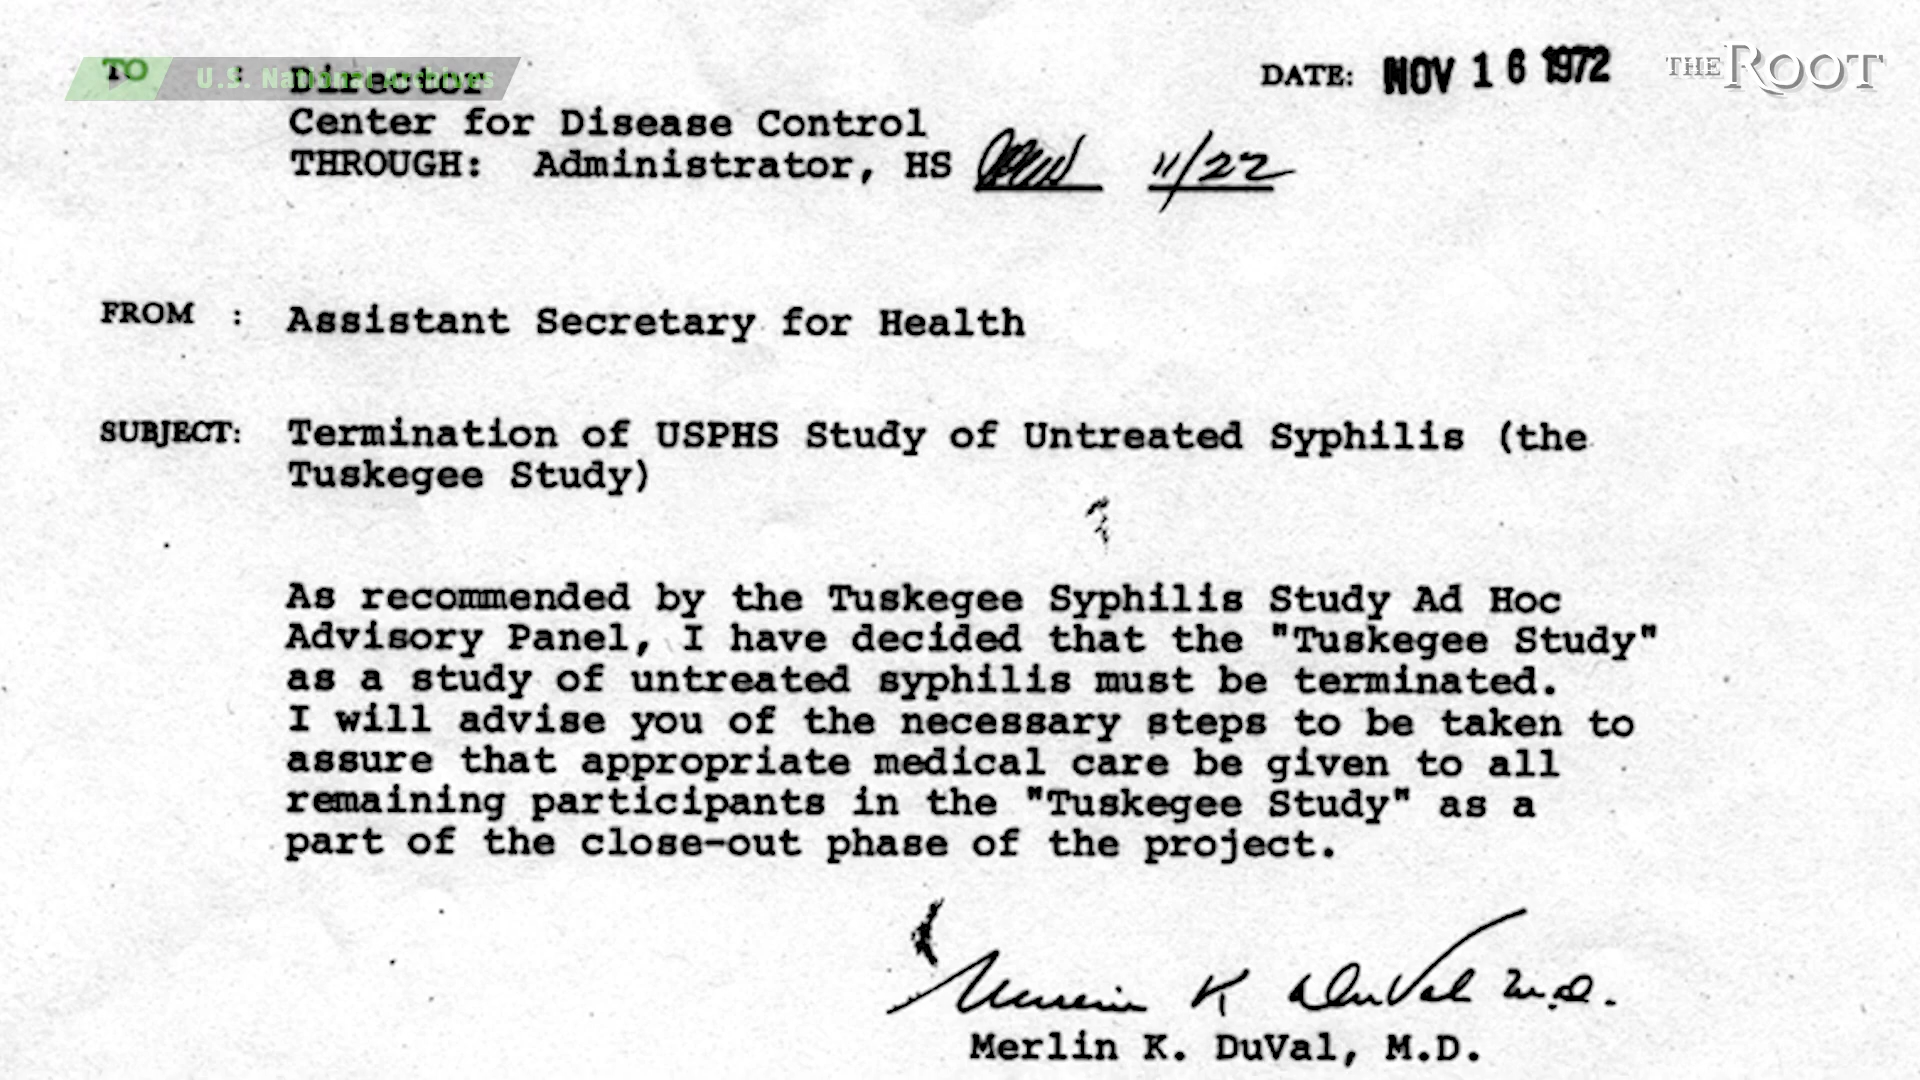 TO : Director
U.S. National Archives
DATE: NOV 16 1972
THE ROOT
Center for Disease Control
THROUGH: Administrator, HS 11/22
FROM : Assistant Secretary for Health
SUBJECT: Termination of USPHS Study of Untreated Syphilis (the
Tuskegee Study)
As recommended by the Tuskegee Syphilis Study Ad Hoc
Advisory Panel, I have decided that the "Tuskegee Study"
as a study of untreated syphilis must be terminated.
I will advise you of the necessary steps to be taken to
assure that appropriate medical care be given to all
remaining participants in the "Tuskegee Study" as a
part of the close-out phase of the project.
Merlin K DuVal M.D.
Merlin K. DuVal, M.D.